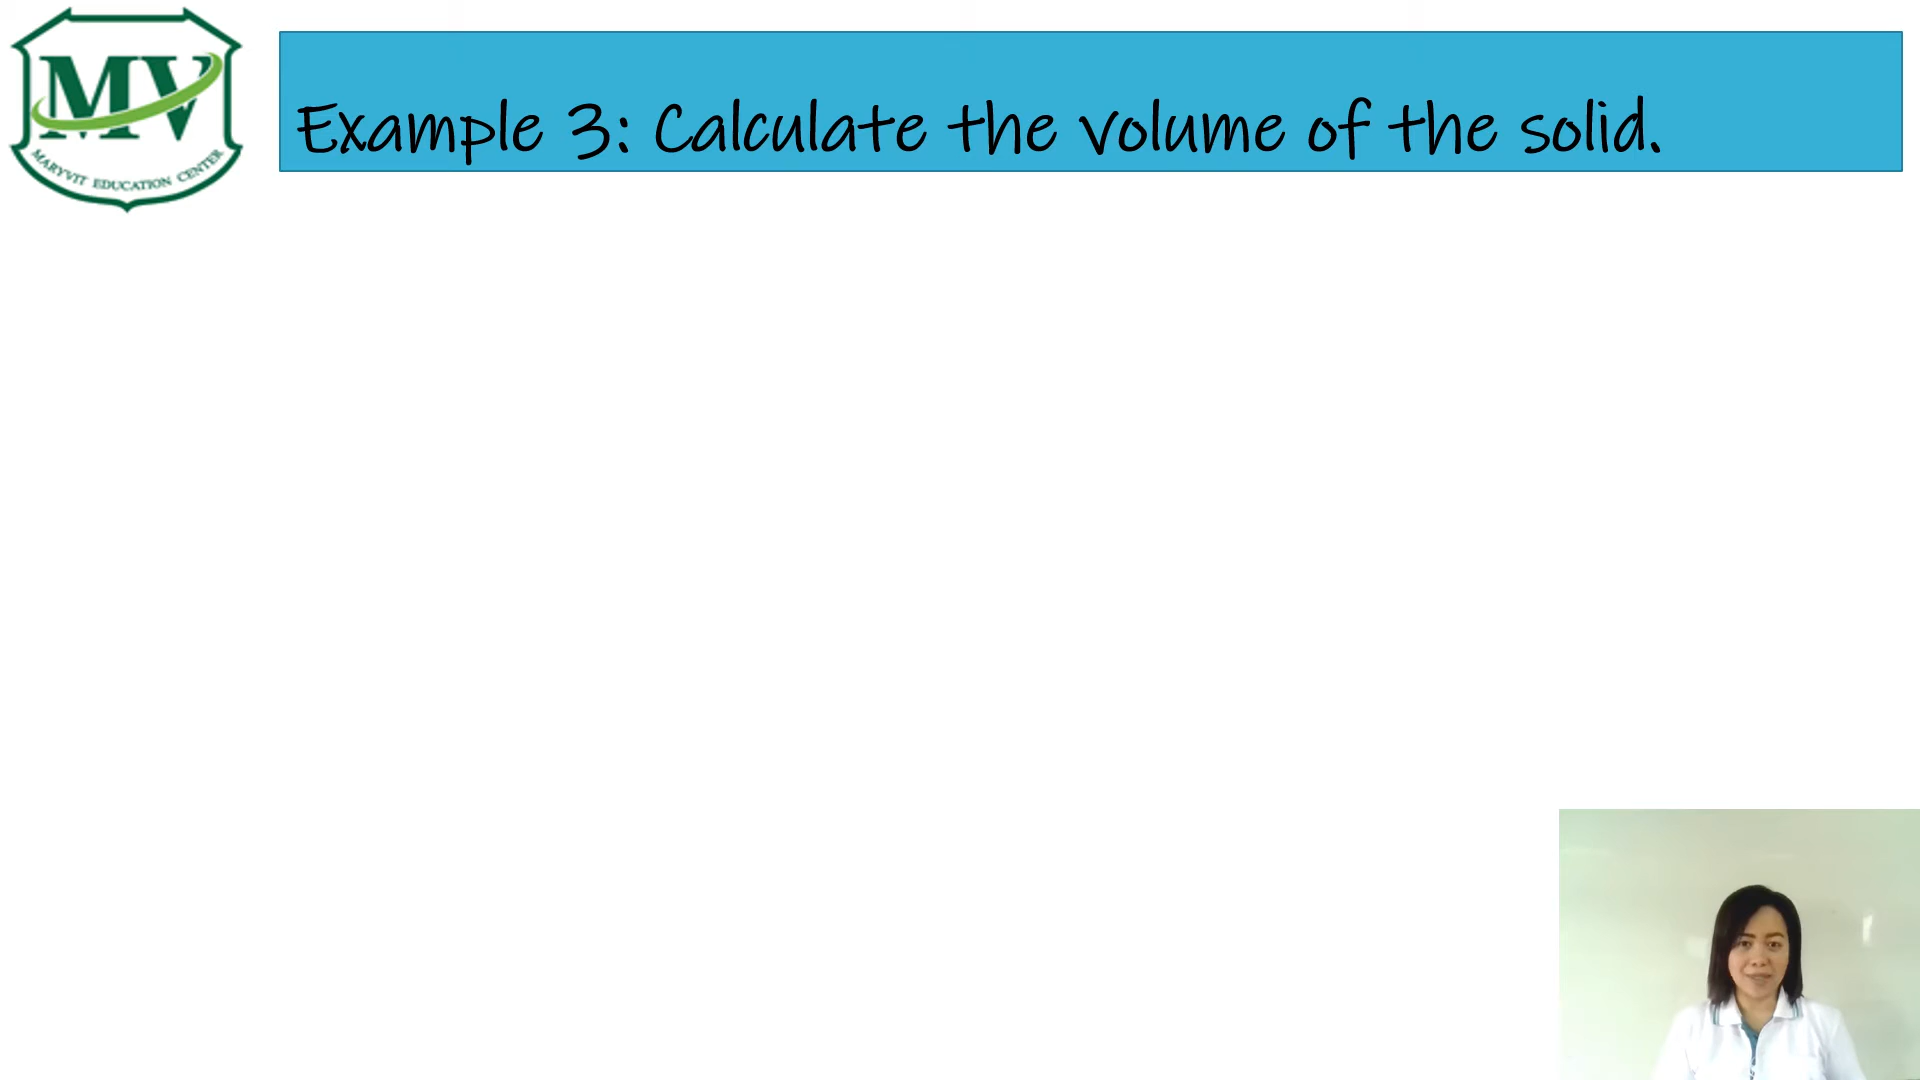 MV
MARYVIT EDUCATION CENTER
Example 3: Calculate the volume of the solid.